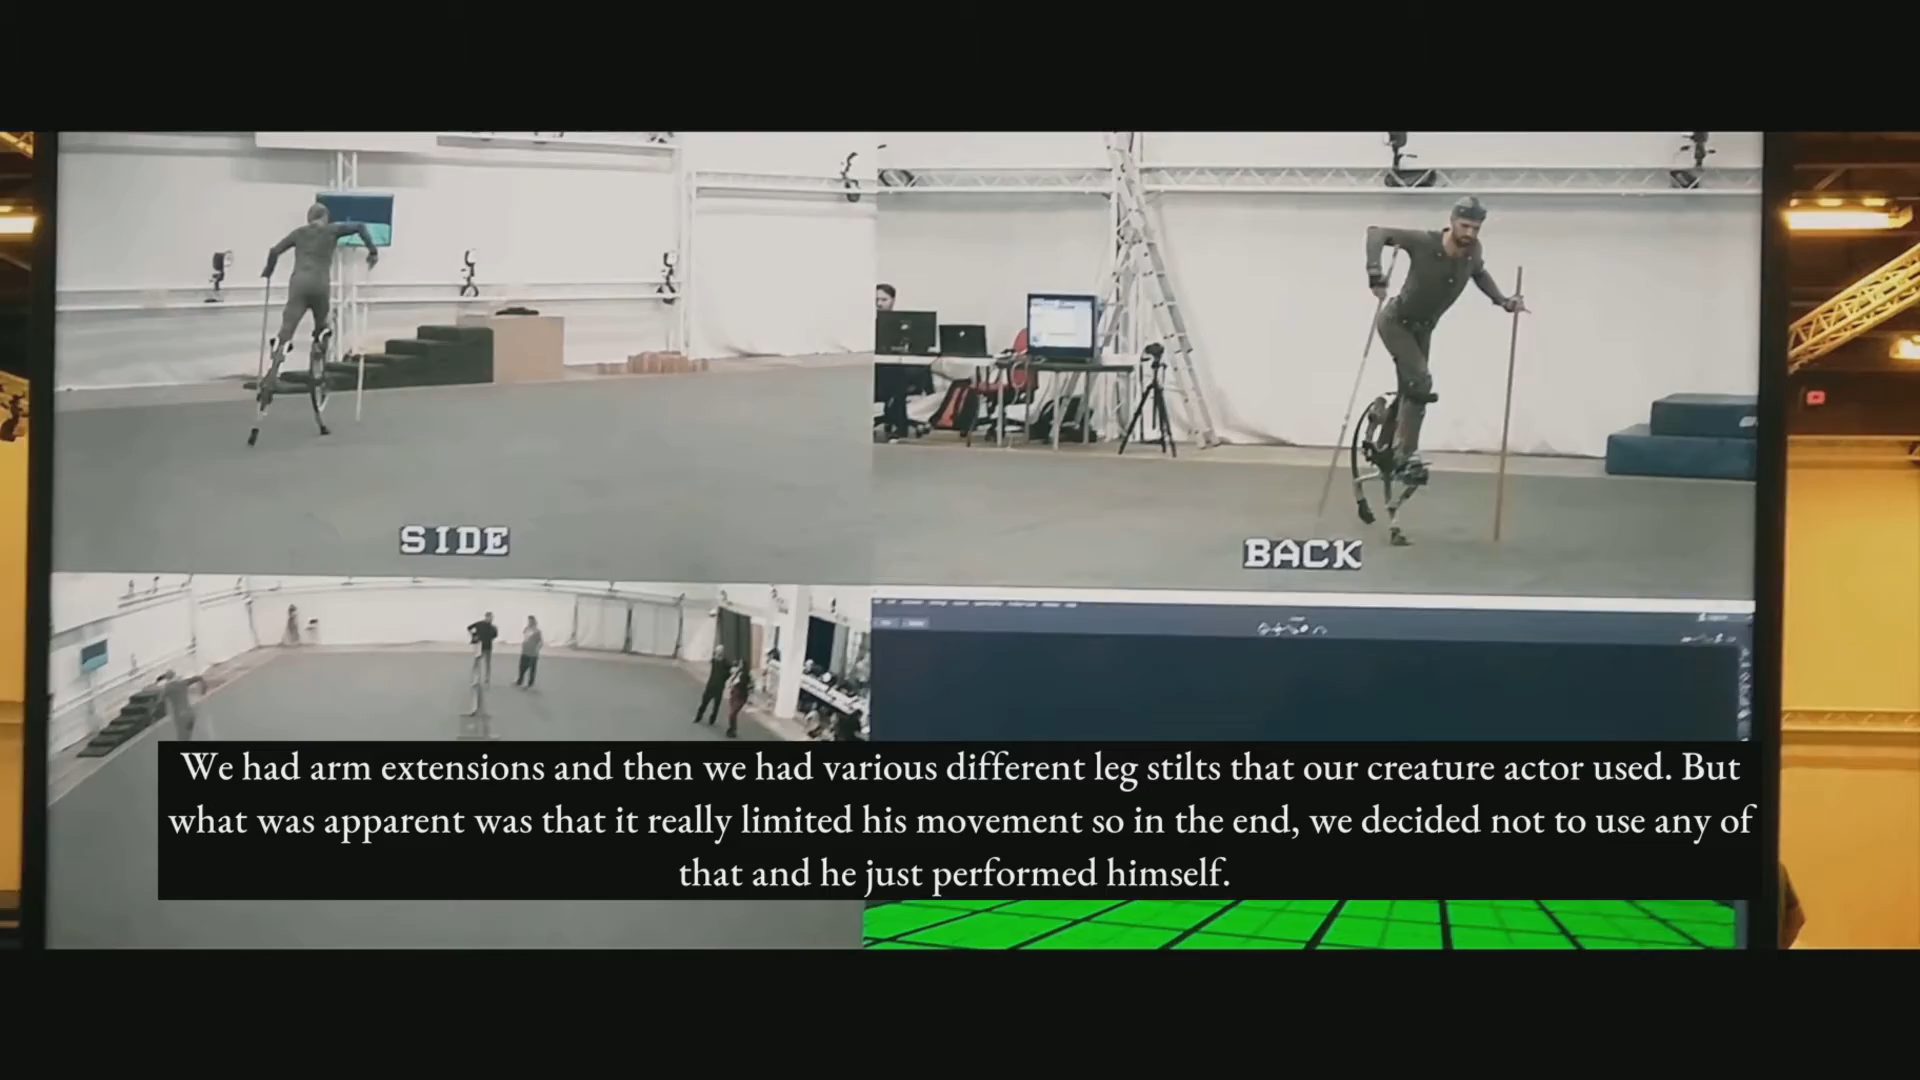 SIDE
BACK
We had arm extensions and then we had various different leg stilts that our creature actor used. But
what was apparent was that it really limited his movement so in the end, we decided not to use any of
that and he just performed himself.